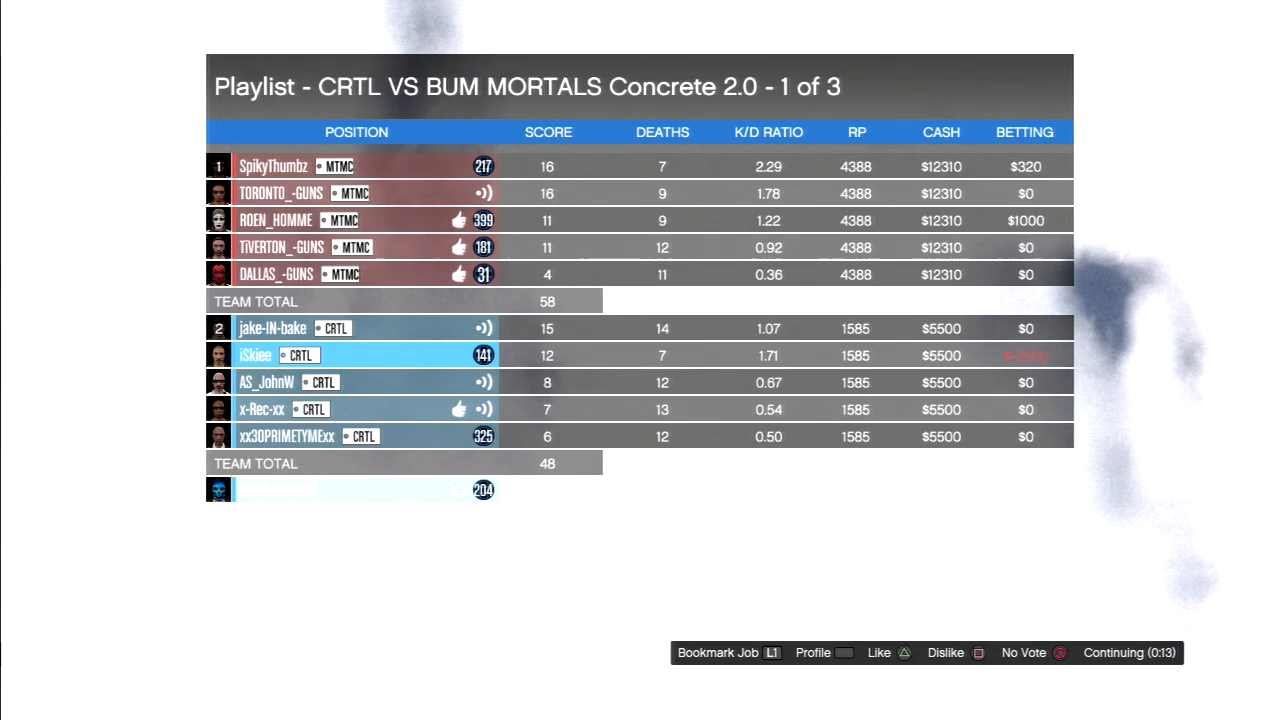 Playlist - CRTL VS BUM MORTALS Concrete 2.0 - 1 of 3
POSITION SCORE DEATHS K/D RATIO RP CASH BETTING
1 SpikyThumbz MTMC 217 16 7 2.29 4388 $12310 $320
TORONTO_-GUNS MTMC 16 9 1.78 4388 $12310 $0
ROEN_HOMME MTMC 399 11 9 1.22 4388 $12310 $1000
TiVERTON_-GUNS MTMC 181 11 12 0.92 4388 $12310 $0
DALLAS_-GUNS MTMC 31 4 11 0.36 4388 $12310 $0
TEAM TOTAL 58
2 jake-IN-bake CRTL 15 14 1.07 1585 $5500 $0
iSkiee CRTL 141 12 7 1.71 1585 $5500 $-2500
AS_JohnW CRTL 8 12 0.67 1585 $5500 $0
x-Rec-xx CRTL 7 13 0.54 1585 $5500 $0
xx30PRIMETYMExx CRTL 325 6 12 0.50 1585 $5500 $0
TEAM TOTAL 48
204
Bookmark Job L1 Profile Like Dislike No Vote Continuing (0:13)